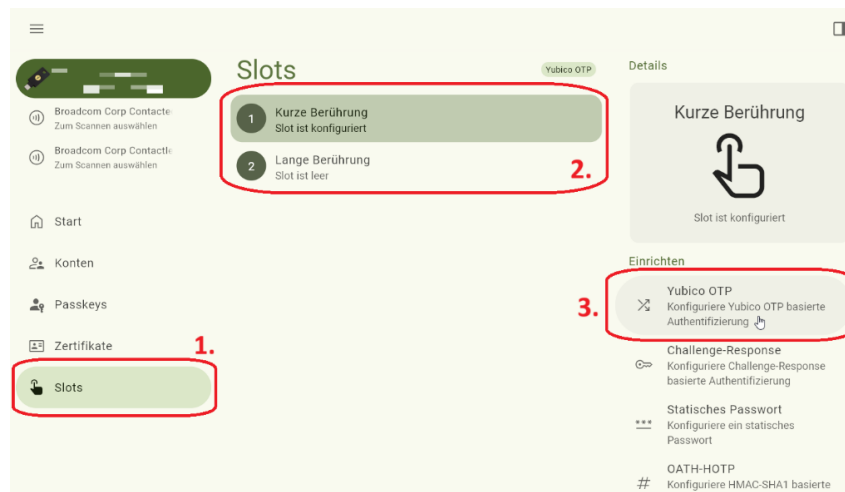 Broadcom Corp Contacte
Zum Scannen auswählen
Broadcom Corp Contactl
Zum Scannen auswählen
Start
Konten
Passkeys
Zertifikate
1.
Slots
Slots
Yubico OTP
1
Kurze Berührung
Slot ist konfiguriert
2
Lange Berührung
Slot ist leer
2.
Details
Kurze Berührung
Slot ist konfiguriert
Einrichten
3.
Yubico OTP
Konfiguriere Yubico OTP basierte
Authentifizierung
Challenge-Response
Konfiguriere Challenge-Response
basierte Authentifizierung
Statisches Passwort
Konfiguriere ein statisches
Passwort
OATH-HOTP
Konfiguriere HMAC-SHA1 basierte